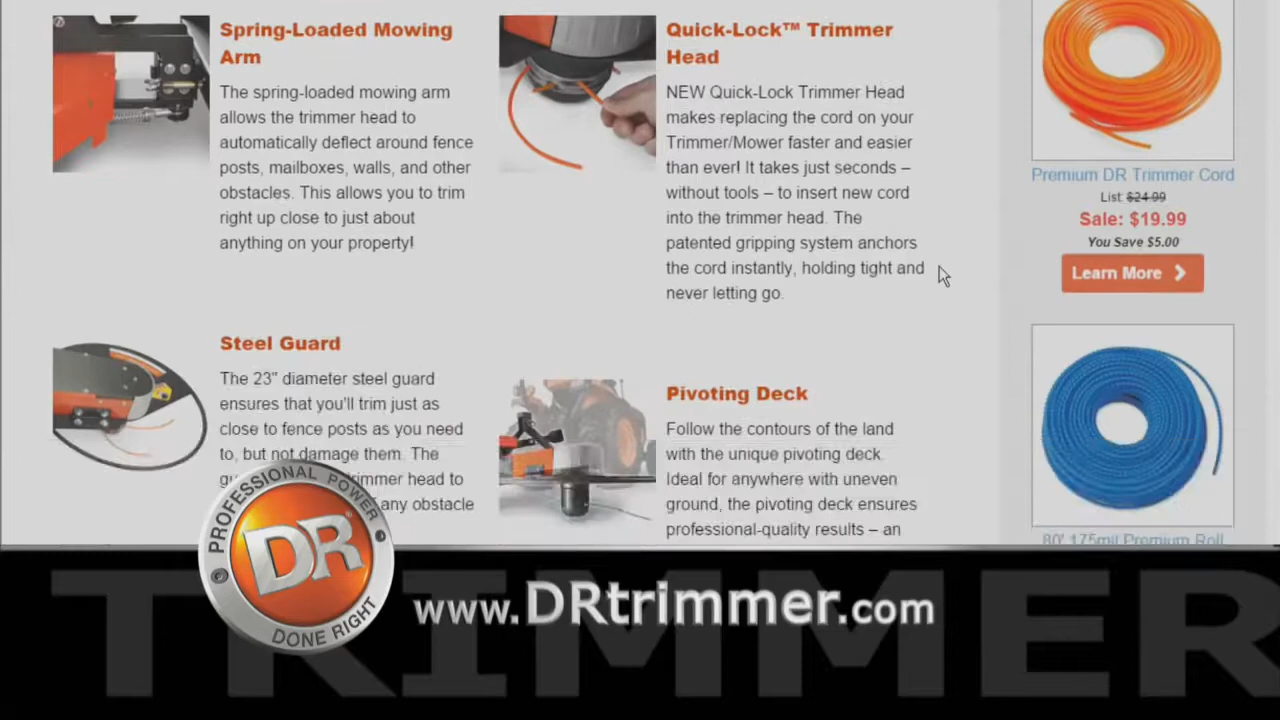 Spring-Loaded Mowing
Arm
The spring-loaded mowing arm
allows the trimmer head to
automatically deflect around fence
posts, mailboxes, walls, and other
obstacles. This allows you to trim
right up close to just about
anything on your property!
Quick-Lock™ Trimmer
Head
NEW Quick-Lock Trimmer Head
makes replacing the cord on your
Trimmer/Mower faster and easier
than ever! It takes just seconds –
without tools – to insert new cord
into the trimmer head. The
patented gripping system anchors
the cord instantly, holding tight and
never letting go.
Steel Guard
The 23" diameter steel guard
ensures that you'll trim just as
close to fence posts as you need
to, but not damage them. The
trimmer head to
any obstacle
Pivoting Deck
Follow the contours of the land
with the unique pivoting deck.
Ideal for anywhere with uneven
ground, the pivoting deck ensures
professional-quality results – an
Premium DR Trimmer Cord
List: $24.99
Sale: $19.99
You Save $5.00
Learn More
80' .175mil Premium Roll
PROFESSIONAL POWER
DR®
DONE RIGHT
www.DRtrimmer.com
TRIMMER